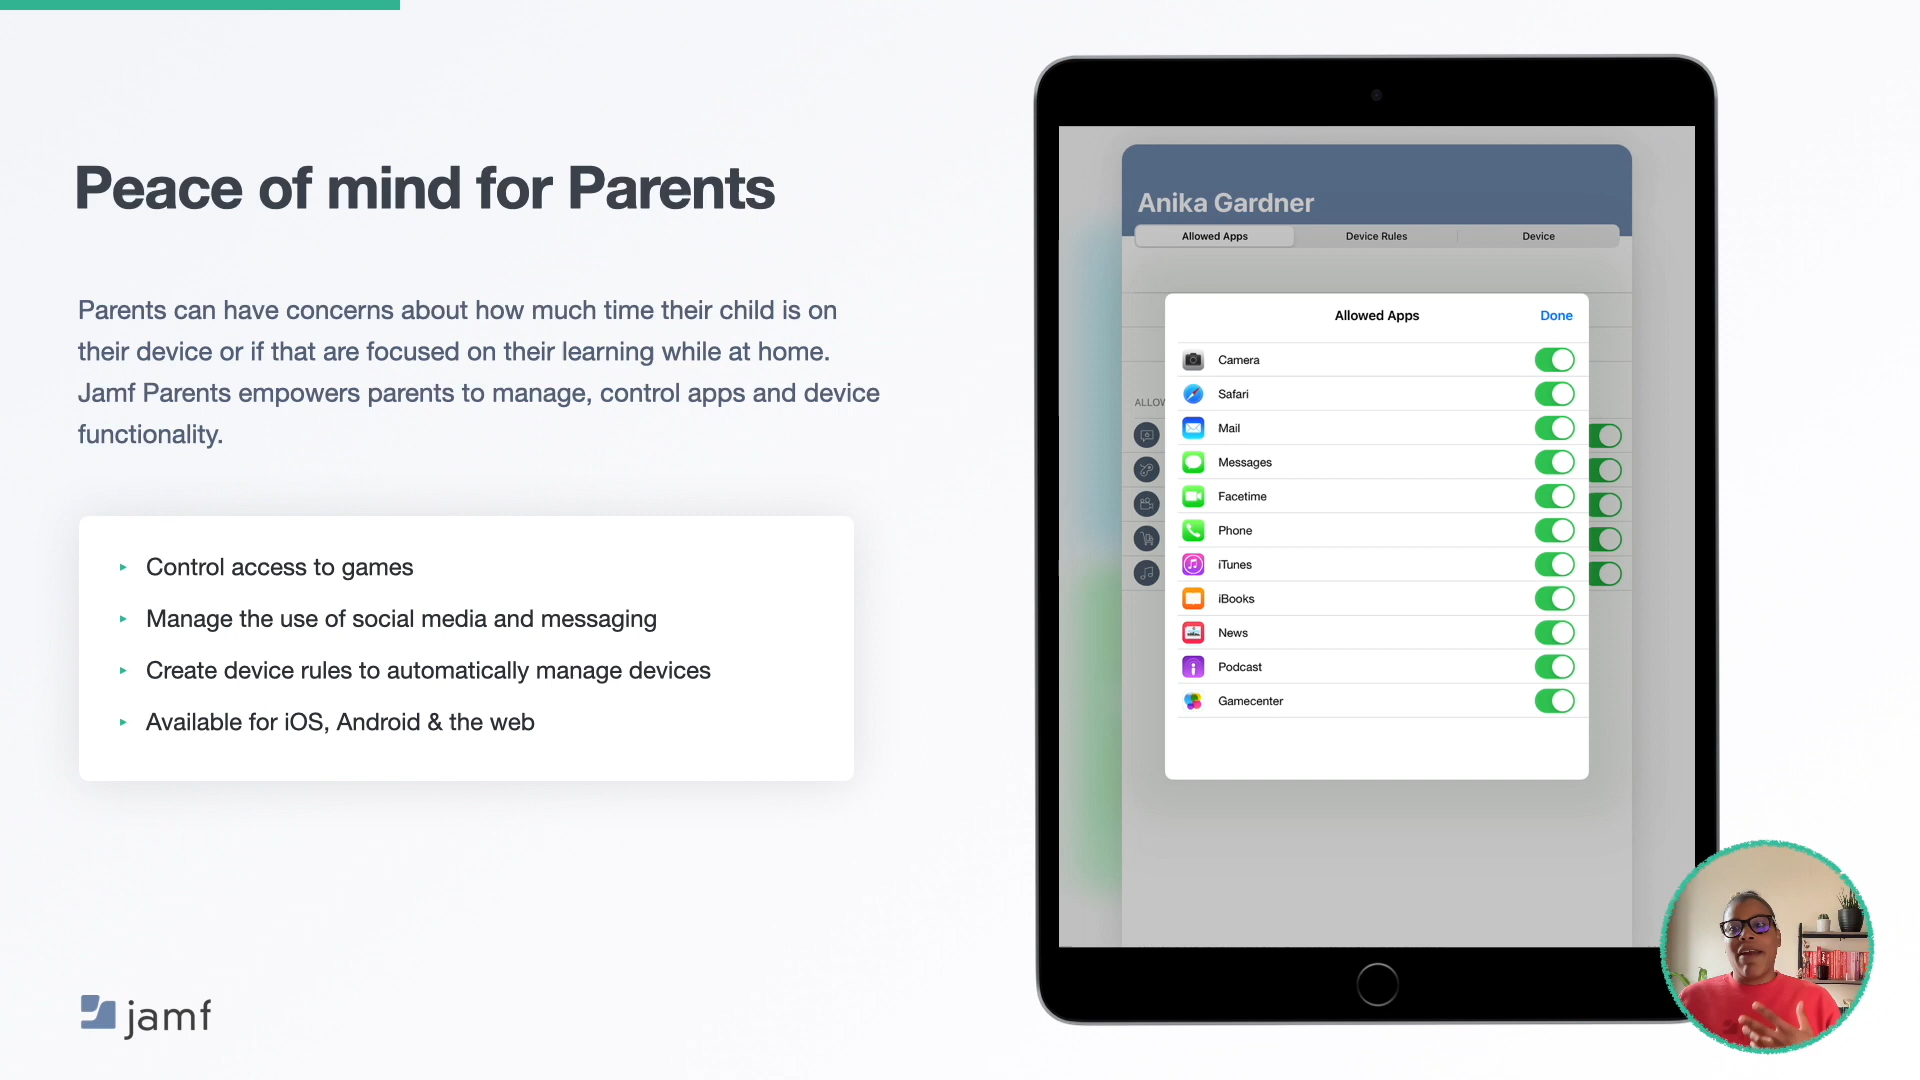 Peace of mind for Parents
Parents can have concerns about how much time their child is on
their device or if that are focused on their learning while at home.
Jamf Parents empowers parents to manage, control apps and device
functionality.
Control access to games
Manage the use of social media and messaging
Create device rules to automatically manage devices
Available for iOS, Android & the web
jamf
Anika Gardner
Allowed Apps Device Rules Device
Allowed Apps Done
ALLOW
Camera
Safari
Mail
Messages
Facetime
Phone
iTunes
iBooks
News
Podcast
Gamecenter